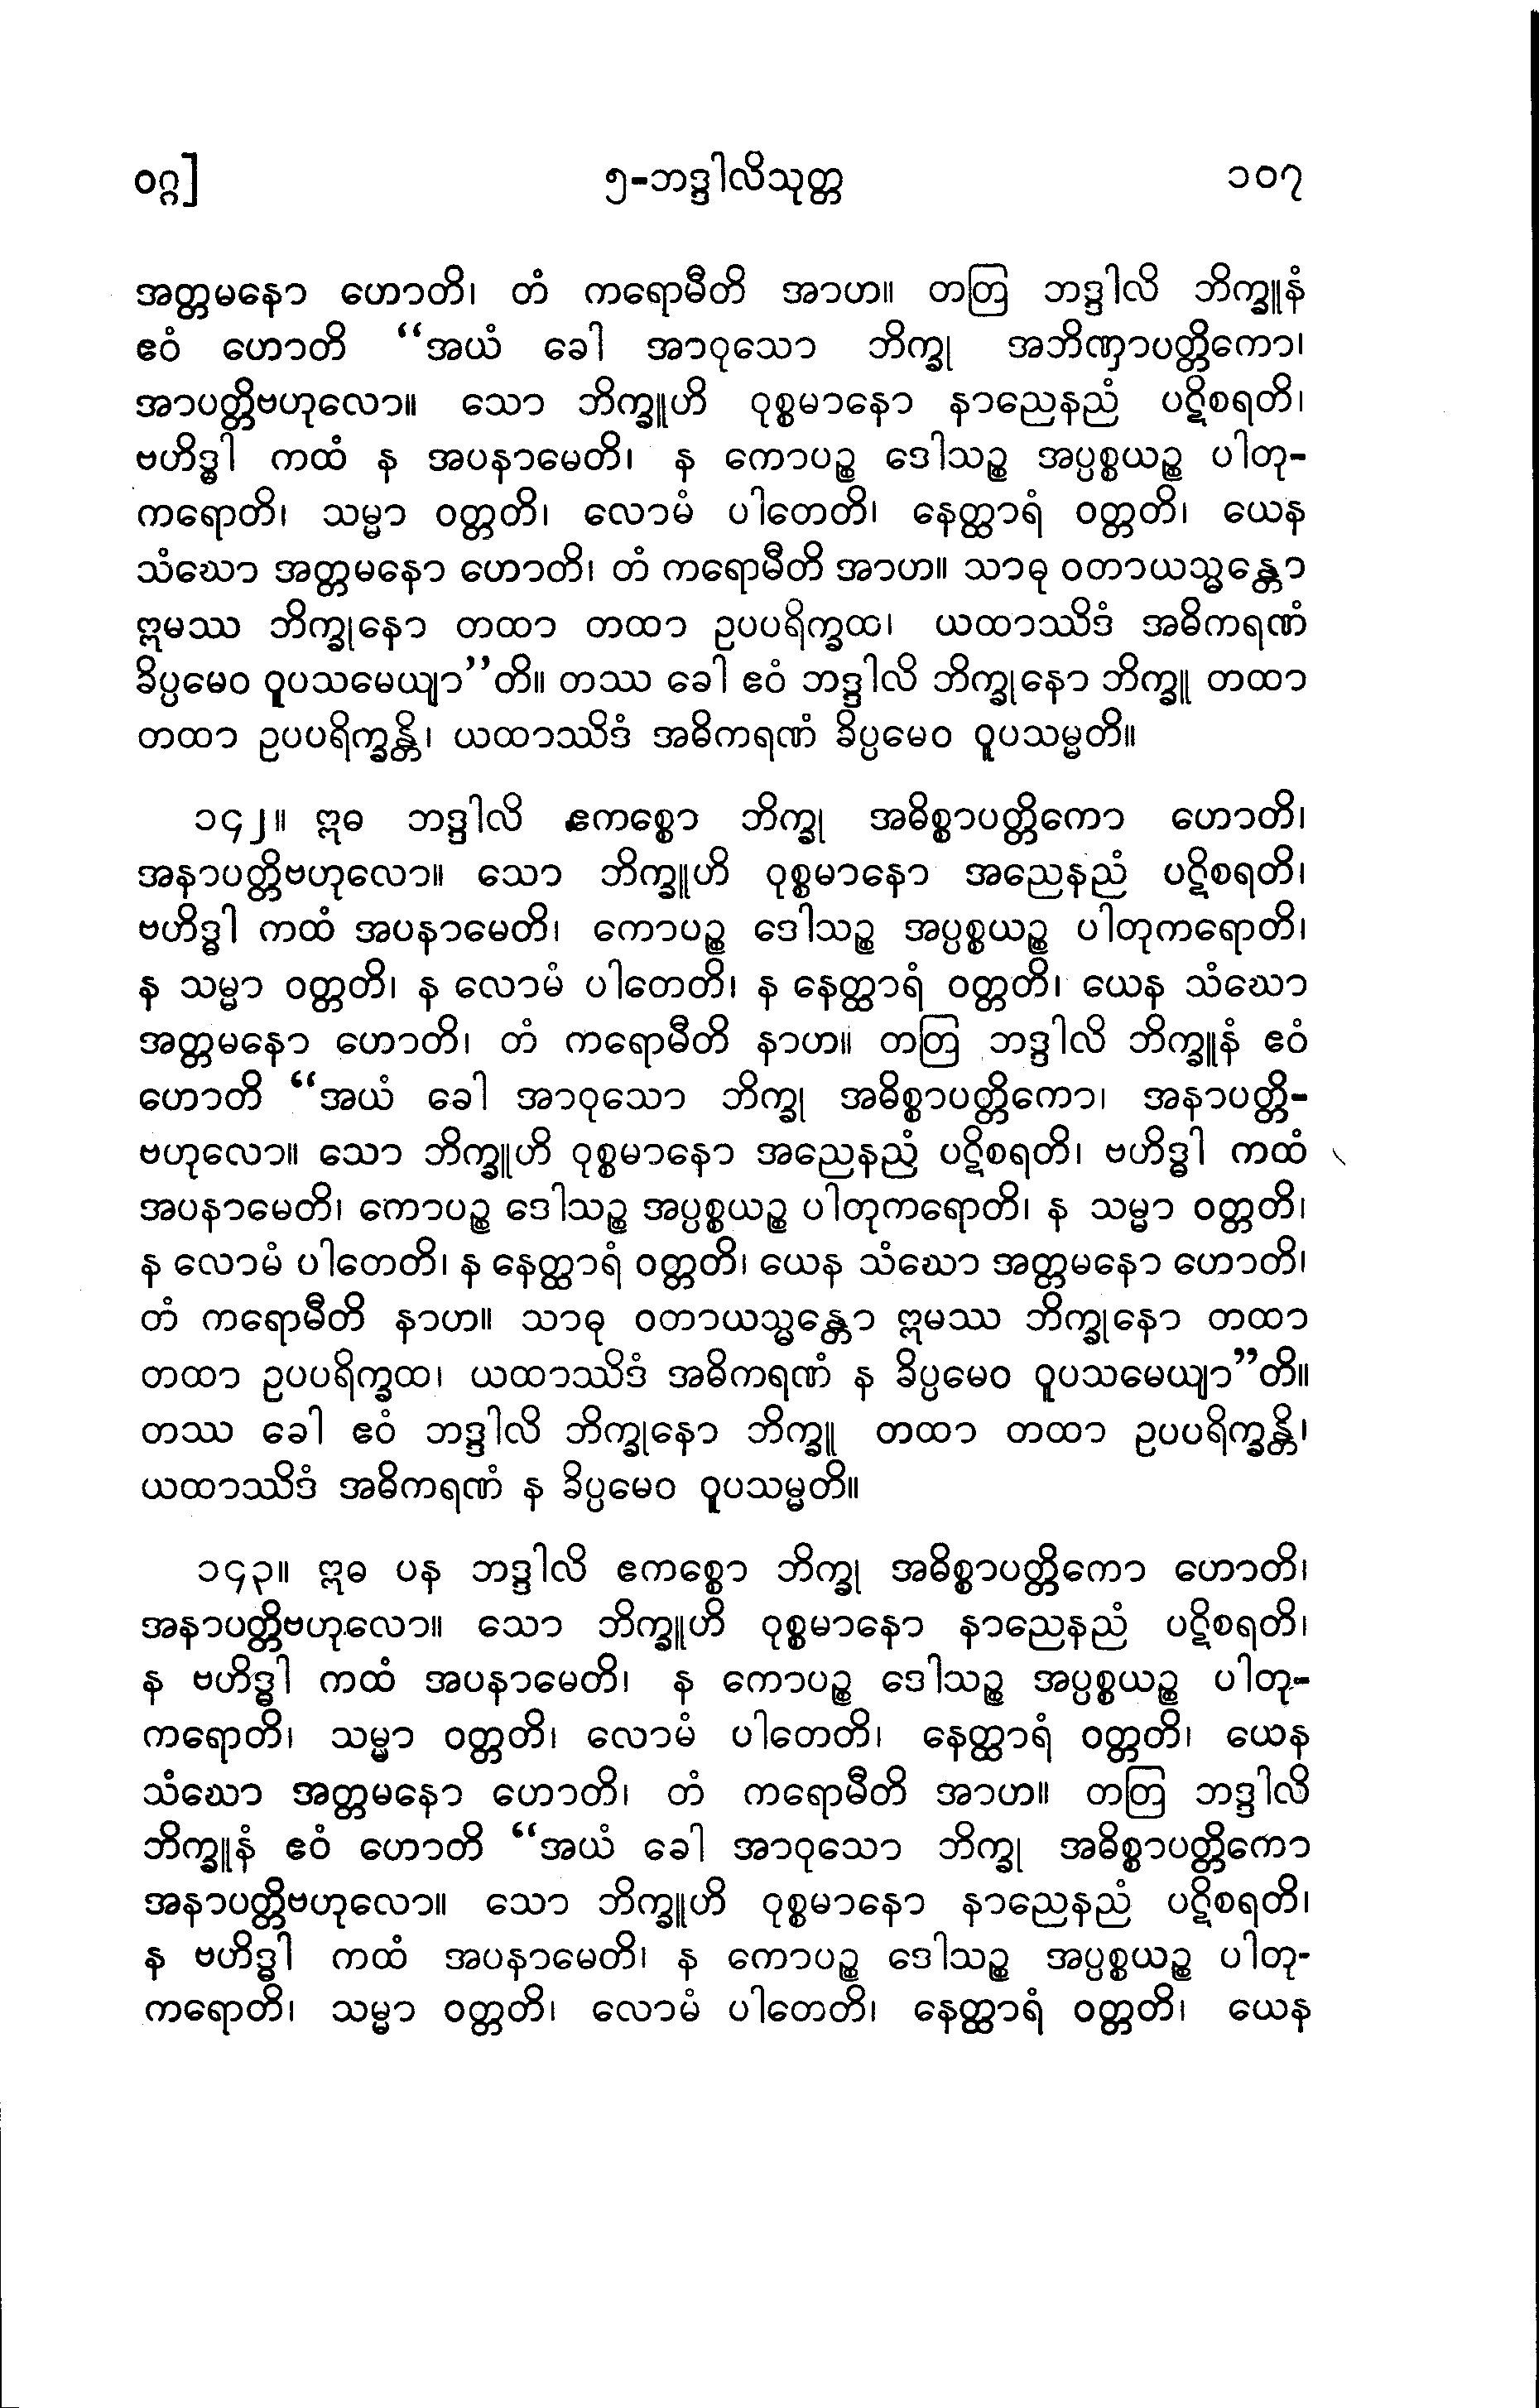 ဝဂ္ဂ]
၅-ဘဒ္ဒါလိသုတ္တ
၁၀၇
အတ္တမနော ဟောတိ၊ တံ ကရောမီတိ အာဟ။ တတြ ဘဒ္ဒါလိ ဘိက္ခူနံ
ဧဝံ ဟောတိ “အယံ ခေါ အာဝုသော ဘိက္ခု အဘိဏှာပတ္တိကော၊
အာပတ္တိဗဟုလော။ သော ဘိက္ခူဟိ ဝုစ္စမာနော နာညေနညံ ပဋိစရတိ၊
ဗဟိဒ္ဓါ ကထံ န အပနာမေတိ၊ န ကောပဉ္စ ဒေါသဉ္စ အပ္ပစ္စယဉ္စ ပါတု-
ကရောတိ၊ သမ္မာ ဝတ္တတိ၊ လောမံ ပါတေတိ၊ နေတ္ထာရံ ဝတ္တတိ၊ ယေန
သံဃော အတ္တမနော ဟောတိ၊ တံ ကရောမီတိ အာဟ။ သာဓု ဝတာယသ္မန္တော
ဣမဿ ဘိက္ခုနော တထာ တထာ ဥပပရိက္ခထ၊ ယထာဿိဒံ အဓိကရဏံ
ခိပ္ပမေဝ ဝူပသမေယျာ”တိ။ တဿ ခေါ ဧဝံ ဘဒ္ဒါလိ ဘိက္ခုနော ဘိက္ခူ တထာ
တထာ ဥပပရိက္ခန္တိ၊ ယထာဿိဒံ အဓိကရဏံ ခိပ္ပမေဝ ဝူပသမ္မတိ။
၁၄၂။ ဣဓ ဘဒ္ဒါလိ ဧကစ္စော ဘိက္ခု အဓိစ္စာပတ္တိကော ဟောတိ၊
အနာပတ္တိဗဟုလော။ သော ဘိက္ခူဟိ ဝုစ္စမာနော အညေနညံ ပဋိစရတိ၊
ဗဟိဒ္ဓါ ကထံ အပနာမေတိ၊ ကောပဉ္စ ဒေါသဉ္စ အပ္ပစ္စယဉ္စ ပါတုကရောတိ၊
န သမ္မာ ဝတ္တတိ၊ န လောမံ ပါတေတိ၊ န နေတ္ထာရံ ဝတ္တတိ၊ ယေန သံဃော
အတ္တမနော ဟောတိ၊ တံ ကရောမီတိ နာဟ။ တတြ ဘဒ္ဒါလိ ဘိက္ခူနံ ဧဝံ
ဟောတိ “အယံ ခေါ အာဝုသော ဘိက္ခု အဓိစ္စာပတ္တိကော၊ အနာပတ္တိ-
ဗဟုလော။ သော ဘိက္ခူဟိ ဝုစ္စမာနော အညေနညံ ပဋိစရတိ၊ ဗဟိဒ္ဓါ ကထံ
အပနာမေတိ၊ ကောပဉ္စ ဒေါသဉ္စ အပ္ပစ္စယဉ္စ ပါတုကရောတိ၊ န သမ္မာ ဝတ္တတိ၊
န လောမံ ပါတေတိ၊ န နေတ္ထာရံ ဝတ္တတိ၊ ယေန သံဃော အတ္တမနော ဟောတိ၊
တံ ကရောမီတိ နာဟ။ သာဓု ဝတာယသ္မန္တော ဣမဿ ဘိက္ခုနော တထာ
တထာ ဥပပရိက္ခထ၊ ယထာဿိဒံ အဓိကရဏံ န ခိပ္ပမေဝ ဝူပသမေယျာ”တိ။
တဿ ခေါ ဧဝံ ဘဒ္ဒါလိ ဘိက္ခုနော ဘိက္ခူ တထာ တထာ ဥပပရိက္ခန္တိ၊
ယထာဿိဒံ အဓိကရဏံ န ခိပ္ပမေဝ ဝူပသမ္မတိ။
၁၄၃။ ဣဓ ပန ဘဒ္ဒါလိ ဧကစ္စော ဘိက္ခု အဓိစ္စာပတ္တိကော ဟောတိ၊
အနာပတ္တိဗဟုလော။ သော ဘိက္ခူဟိ ဝုစ္စမာနော နာညေနညံ ပဋိစရတိ၊
န ဗဟိဒ္ဓါ ကထံ အပနာမေတိ၊ န ကောပဉ္စ ဒေါသဉ္စ အပ္ပစ္စယဉ္စ ပါတု-
ကရောတိ၊ သမ္မာ ဝတ္တတိ၊ လောမံ ပါတေတိ၊ နေတ္ထာရံ ဝတ္တတိ၊ ယေန
သံဃော အတ္တမနော ဟောတိ၊ တံ ကရောမီတိ အာဟ။ တတြ ဘဒ္ဒါလိ
ဘိက္ခူနံ ဧဝံ ဟောတိ “အယံ ခေါ အာဝုသော ဘိက္ခု အဓိစ္စာပတ္တိကော
အနာပတ္တိဗဟုလော။ သော ဘိက္ခူဟိ ဝုစ္စမာနော နာညေနညံ ပဋိစရတိ၊
န ဗဟိဒ္ဓါ ကထံ အပနာမေတိ၊ န ကောပဉ္စ ဒေါသဉ္စ အပ္ပစ္စယဉ္စ ပါတု-
ကရောတိ၊ သမ္မာ ဝတ္တတိ၊ လောမံ ပါတေတိ၊ နေတ္ထာရံ ဝတ္တတိ၊ ယေန